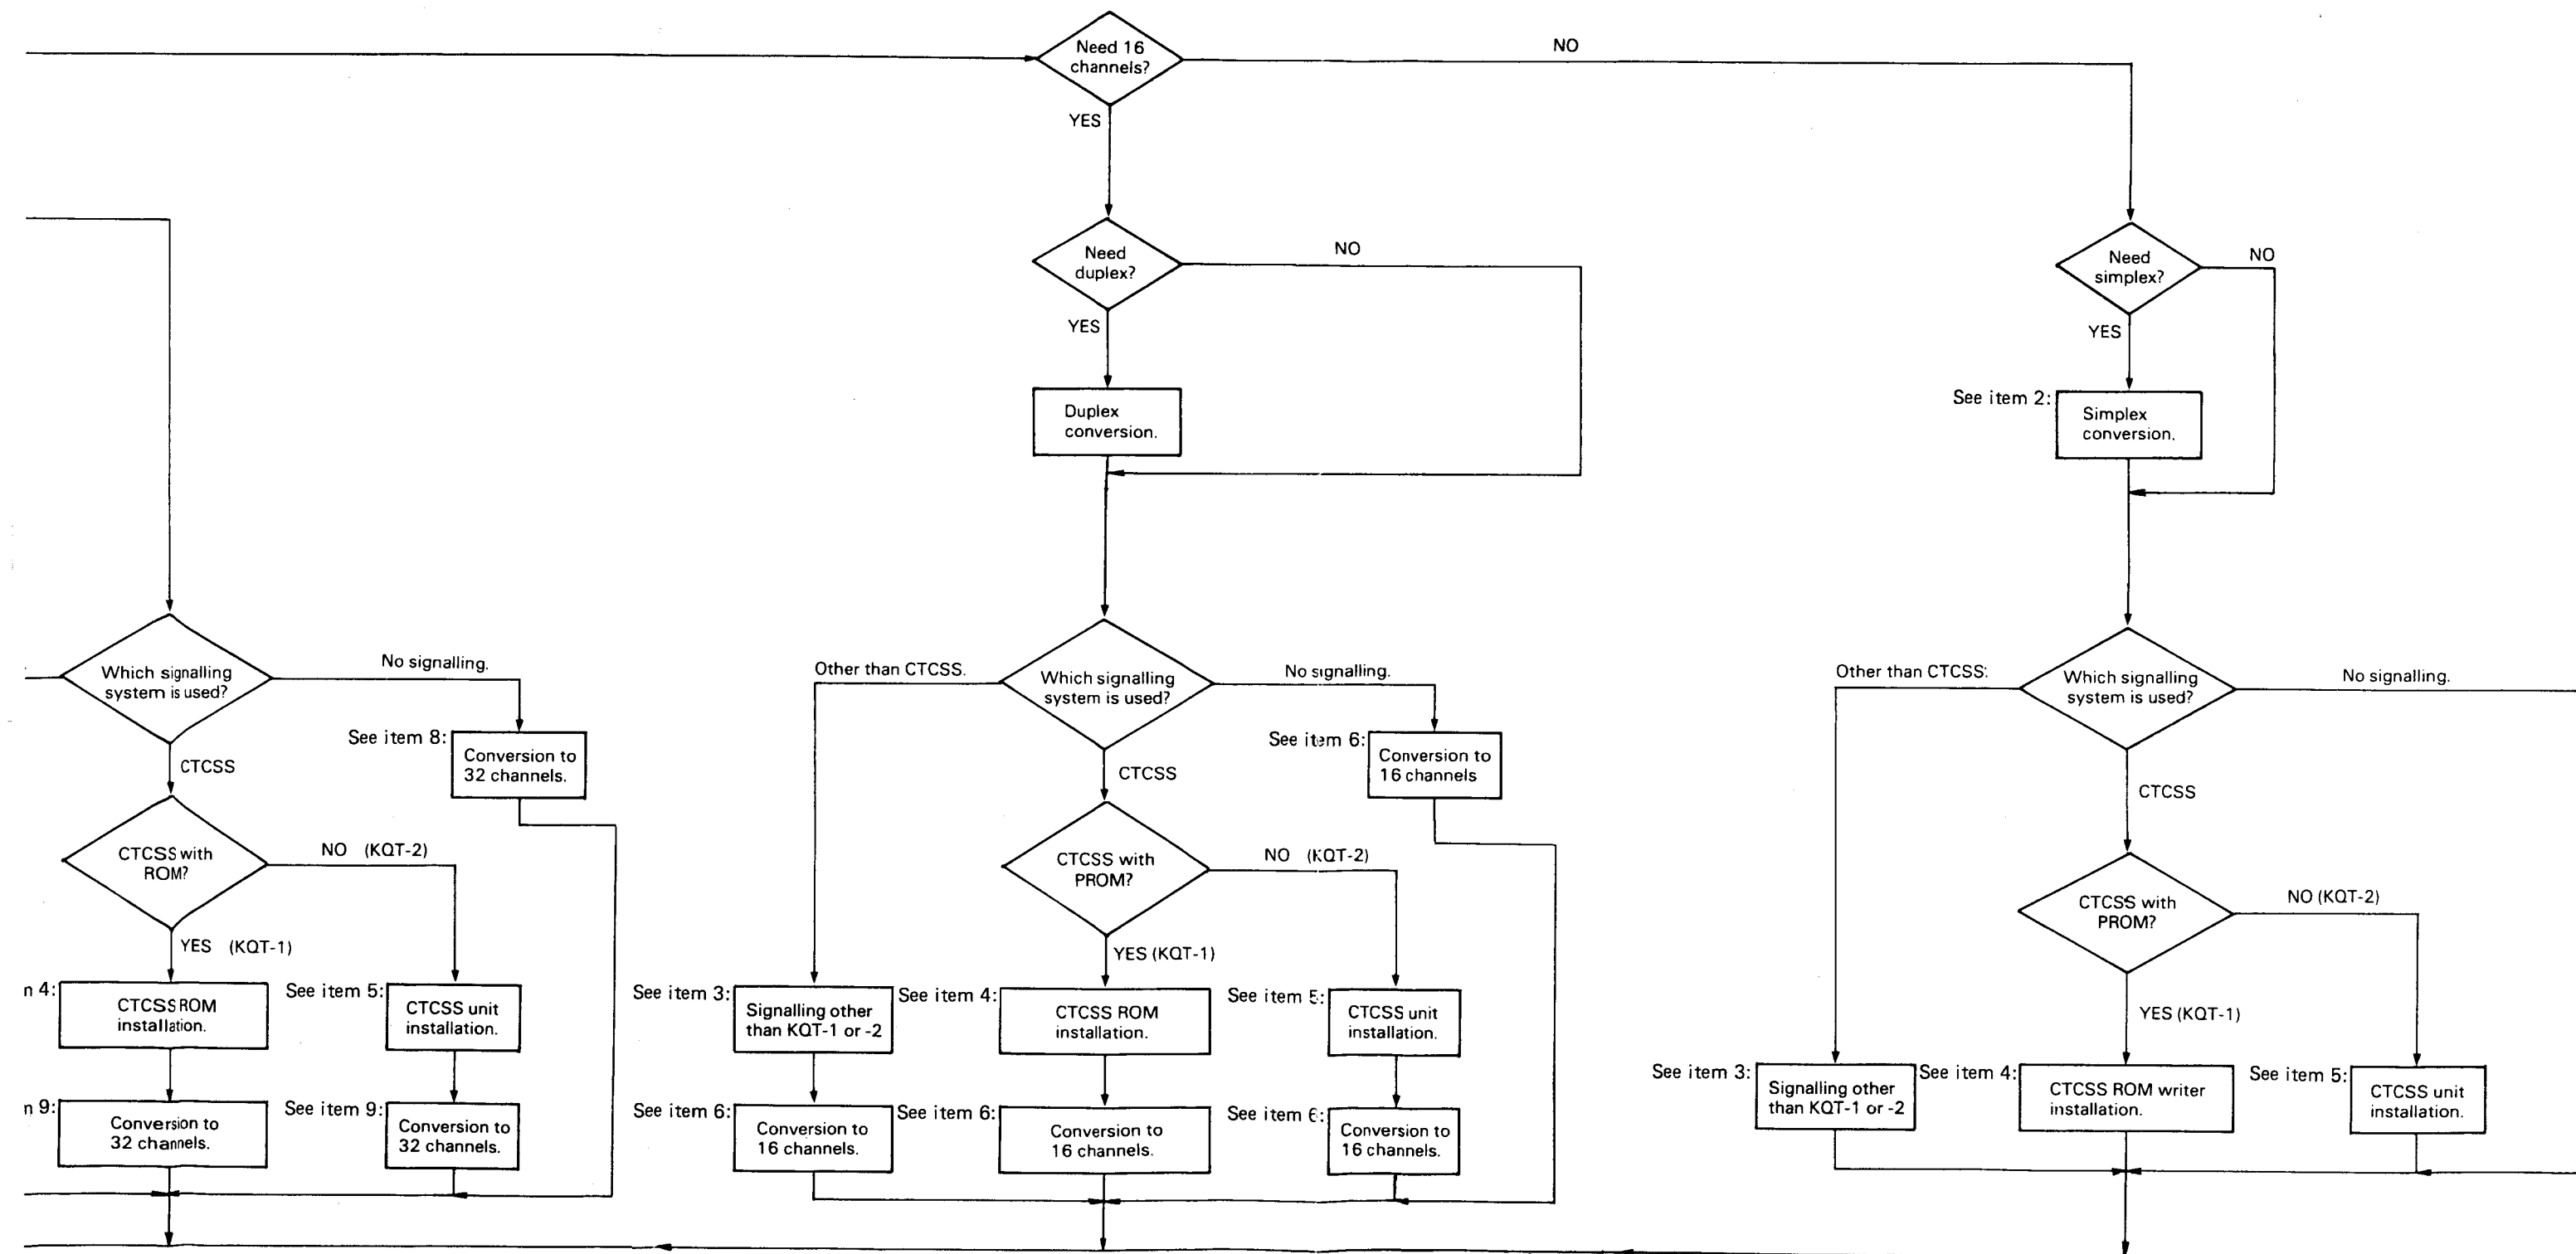 Need 16
channels?
NO
YES
Need
duplex?
NO
YES
Duplex
conversion.
Need
simplex?
NO
YES
See item 2:
Simplex
conversion.
Which signalling
system is used?
No signalling.
See item 8:
Conversion to
32 channels.
CTCSS
CTCSS with
ROM?
NO (KQT-2)
YES (KQT-1)
n 4:
CTCSS ROM
installation.
See item 5:
CTCSS unit
installation.
n 9:
Conversion to
32 channels.
See item 9:
Conversion to
32 channels.
Other than CTCSS.
Which signalling
system is used?
No signalling.
See item 6:
Conversion to
16 channels
CTCSS
CTCSS with
PROM?
NO (KQT-2)
YES (KQT-1)
See item 3:
Signalling other
than KQT-1 or -2
See item 4:
CTCSS ROM
installation.
See item 5:
CTCSS unit
installation.
See item 6:
Conversion to
16 channels.
See item 6:
Conversion to
16 channels.
See item 6:
Conversion to
16 channels.
Other than CTCSS:
Which signalling
system is used?
No signalling.
CTCSS
CTCSS with
PROM?
NO (KQT-2)
YES (KQT-1)
See item 3:
Signalling other
than KQT-1 or -2
See item 4:
CTCSS ROM writer
installation.
See item 5:
CTCSS unit
installation.